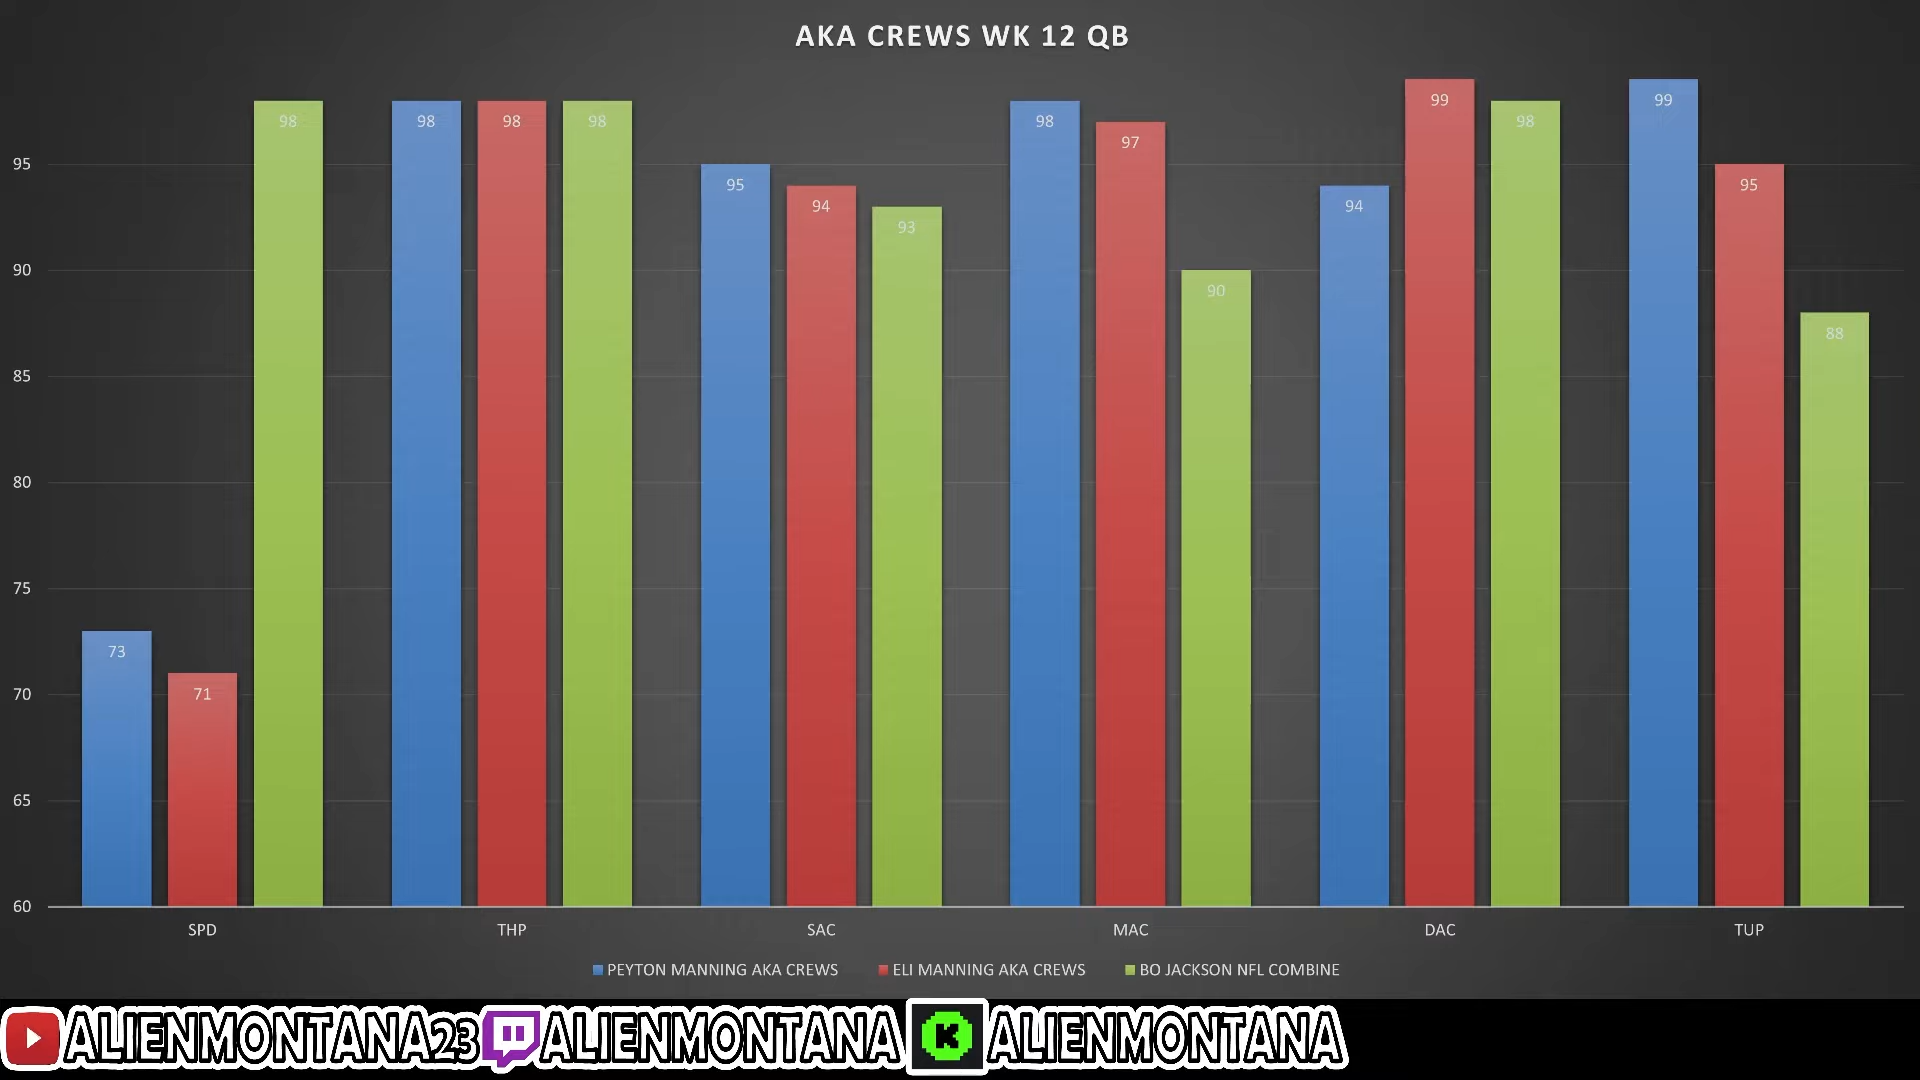 AKA CREWS WK 12 QB
98 98 98 98 98 99 98 99
95 95 94 93 97 94 95
90 90
85 88
80
75
73
70 71
65
60
SPD THP SAC MAC DAC TUP
PEYTON MANNING AKA CREWS ELI MANNING AKA CREWS BO JACKSON NFL COMBINE
ALIENMONTANA23 ALIENMONTANA K ALIENMONTANA